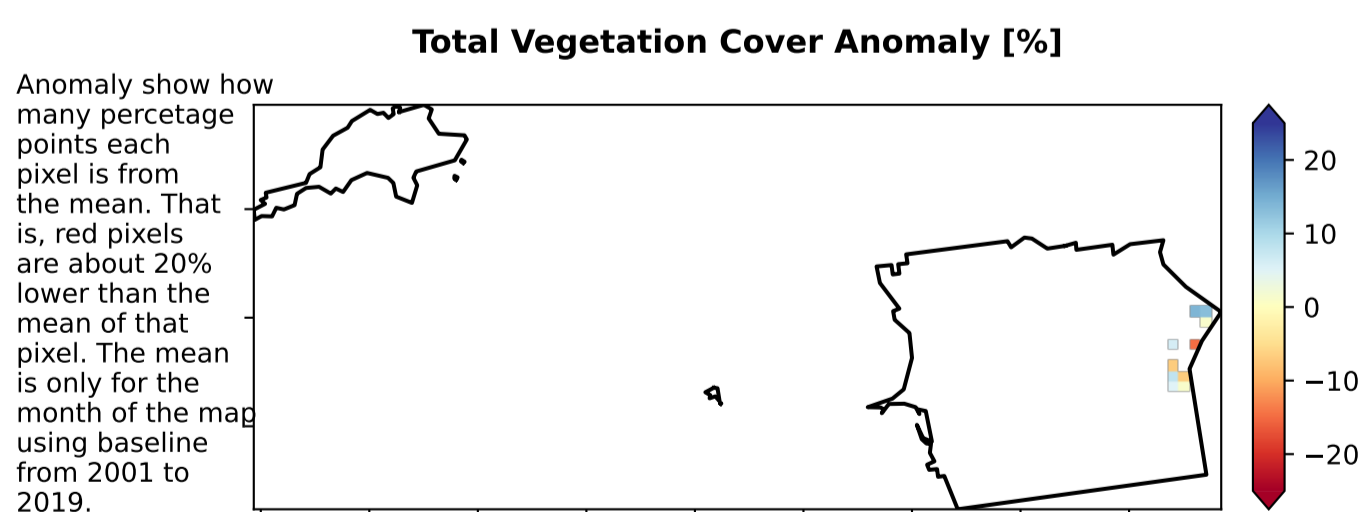 Total Vegetation Cover Anomaly [%]
Anomaly show how
many percetage
points each
pixel is from
the mean. That
is, red pixels
are about 20%
lower than the
mean of that
pixel. The mean
is only for the
month of the map
using baseline
from 2001 to
2019.
20
10
0
−10
−20